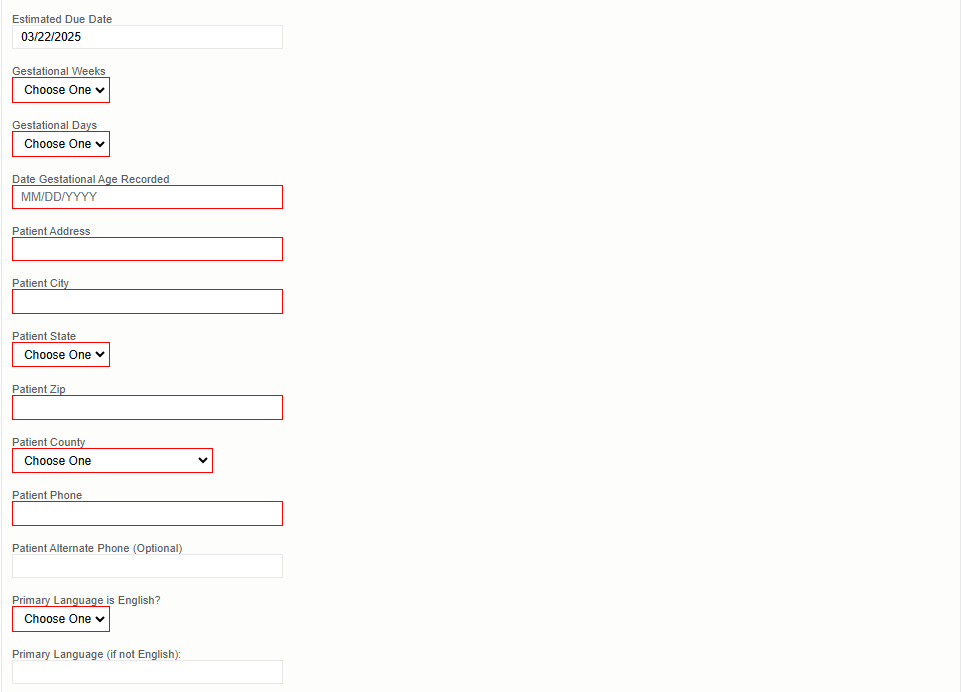 Estimated Due Date
03/22/2025
Gestational Weeks
Choose One
Gestational Days
Choose One
Date Gestational Age Recorded
MM/DD/YYYY
Patient Address
Patient City
Patient State
Choose One
Patient Zip
Patient County
Choose One
Patient Phone
Patient Alternate Phone (Optional)
Primary Language is English?
Choose One
Primary Language (if not English):